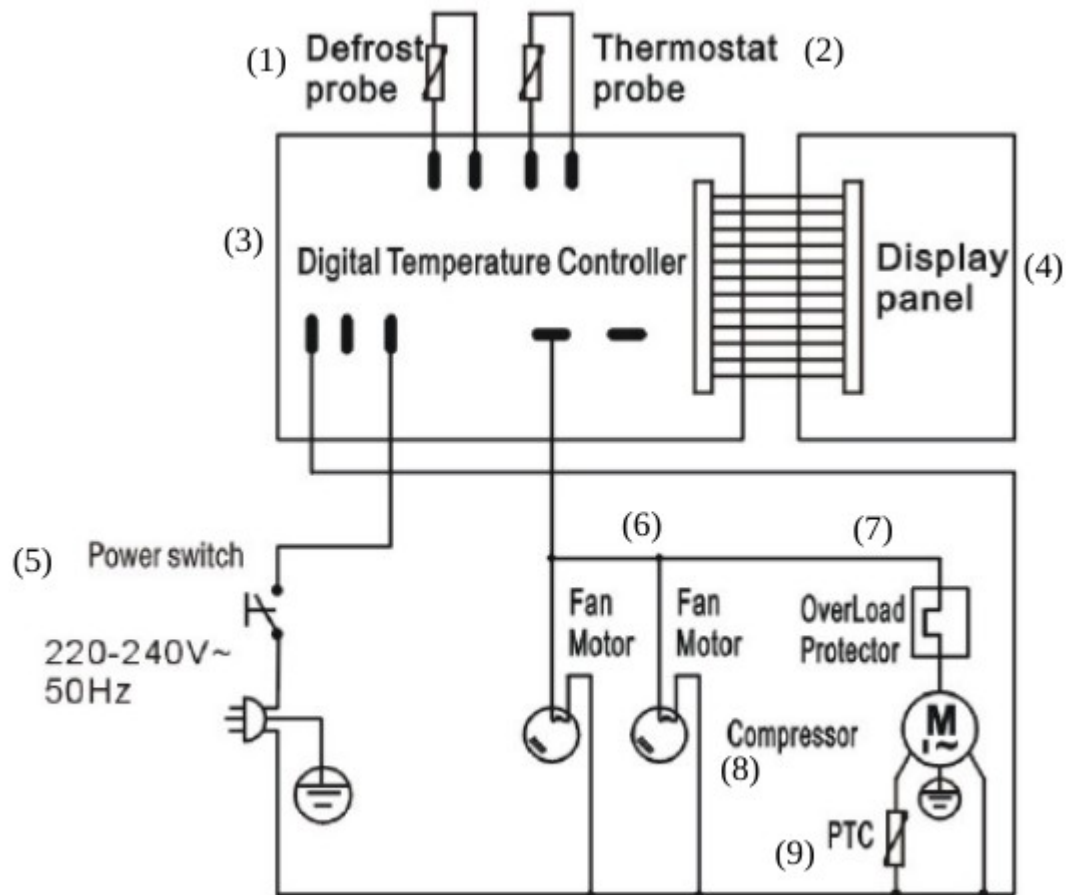 (1)
Defrost
probe
Thermostat
probe
(2)
(3)
Digital Temperature Controller
Display
panel
(4)
(5)
Power switch
220-240V~
50Hz
(6)
(7)
Fan
Motor
Fan
Motor
OverLoad
Protector
M
1~
Compressor
(8)
PTC
(9)